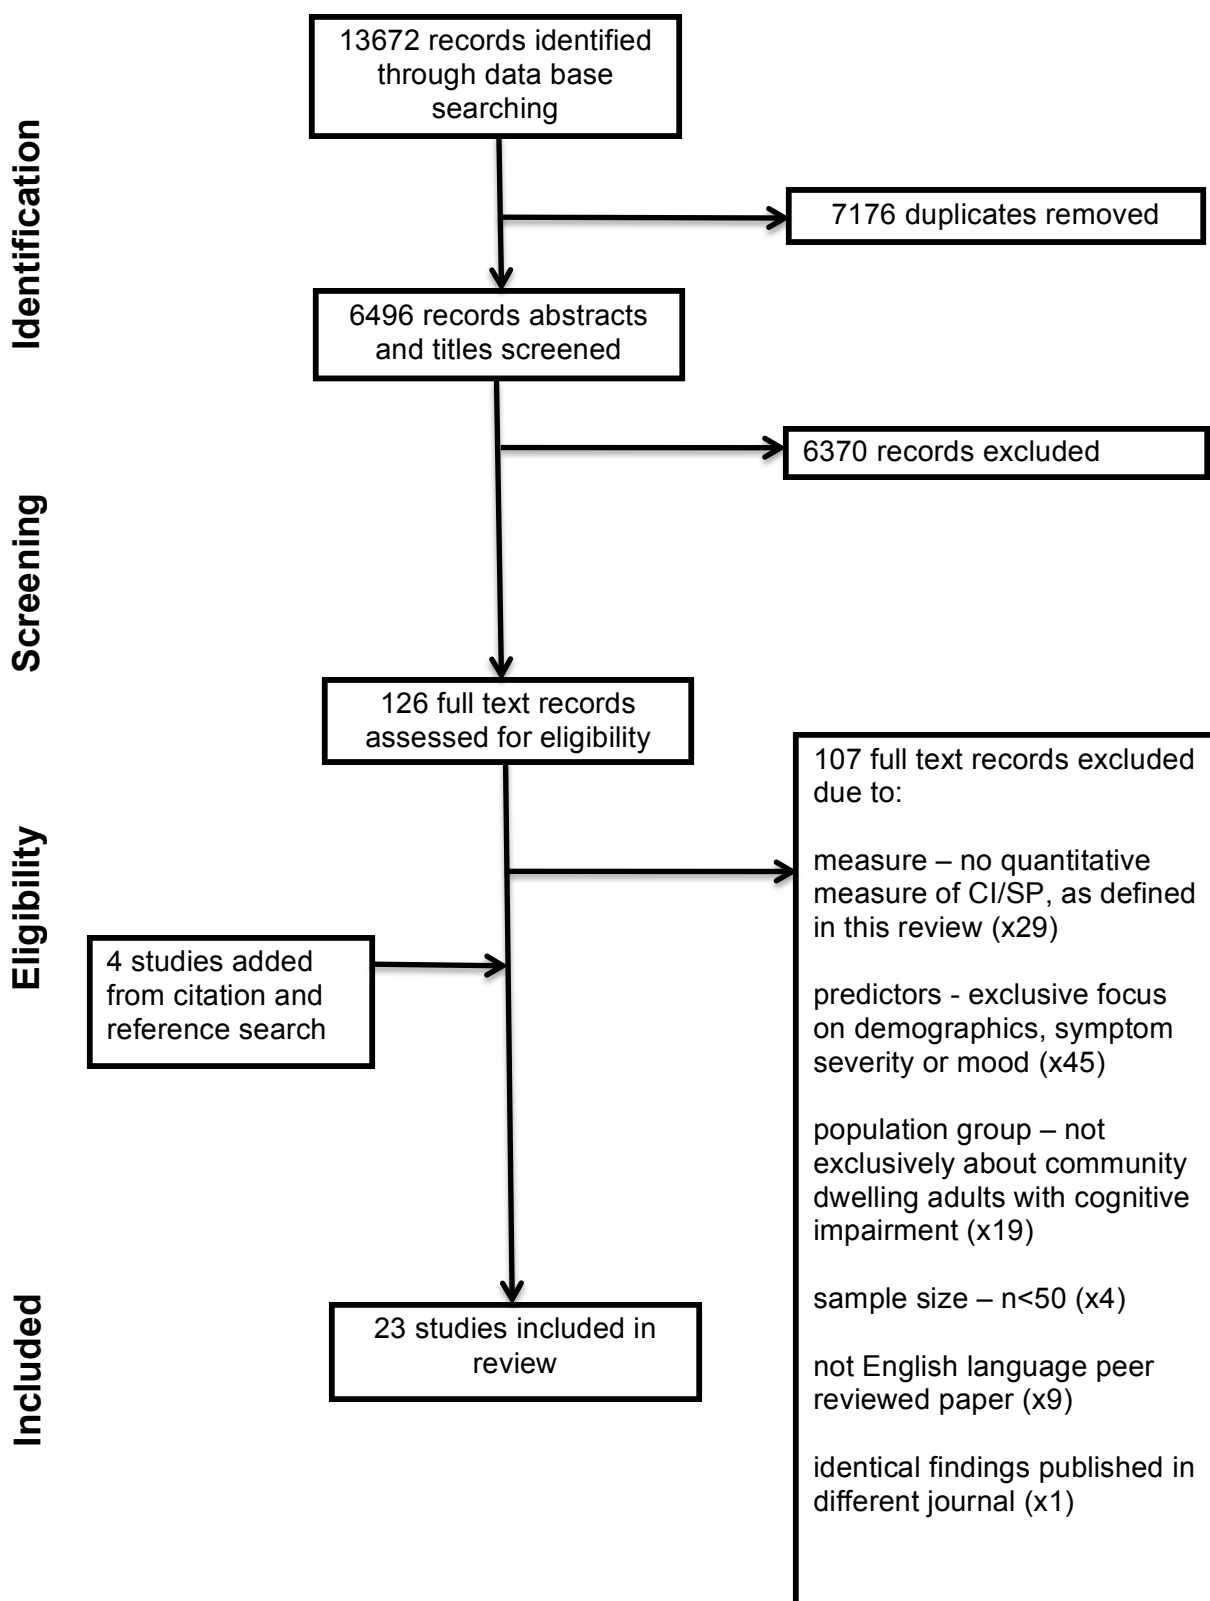 13672 records identified
through data base
searching
Identification
7176 duplicates removed
6496 records abstracts
and titles screened
6370 records excluded
Screening
126 full text records
assessed for eligibility
107 full text records excluded
due to:
measure – no quantitative
measure of CI/SP, as defined
in this review (x29)
predictors - exclusive focus
on demographics, symptom
severity or mood (x45)
population group – not
exclusively about community
dwelling adults with cognitive
impairment (x19)
sample size – n<50 (x4)
not English language peer
reviewed paper (x9)
identical findings published in
different journal (x1)
Eligibility
4 studies added
from citation and
reference search
Included
23 studies included in
review